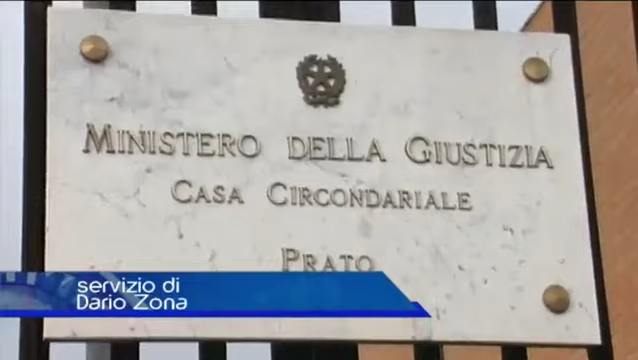 MINISTERO DELLA GIUSTIZIA
CASA CIRCONDARIALE
PRATO
servizio di
Dario Zona